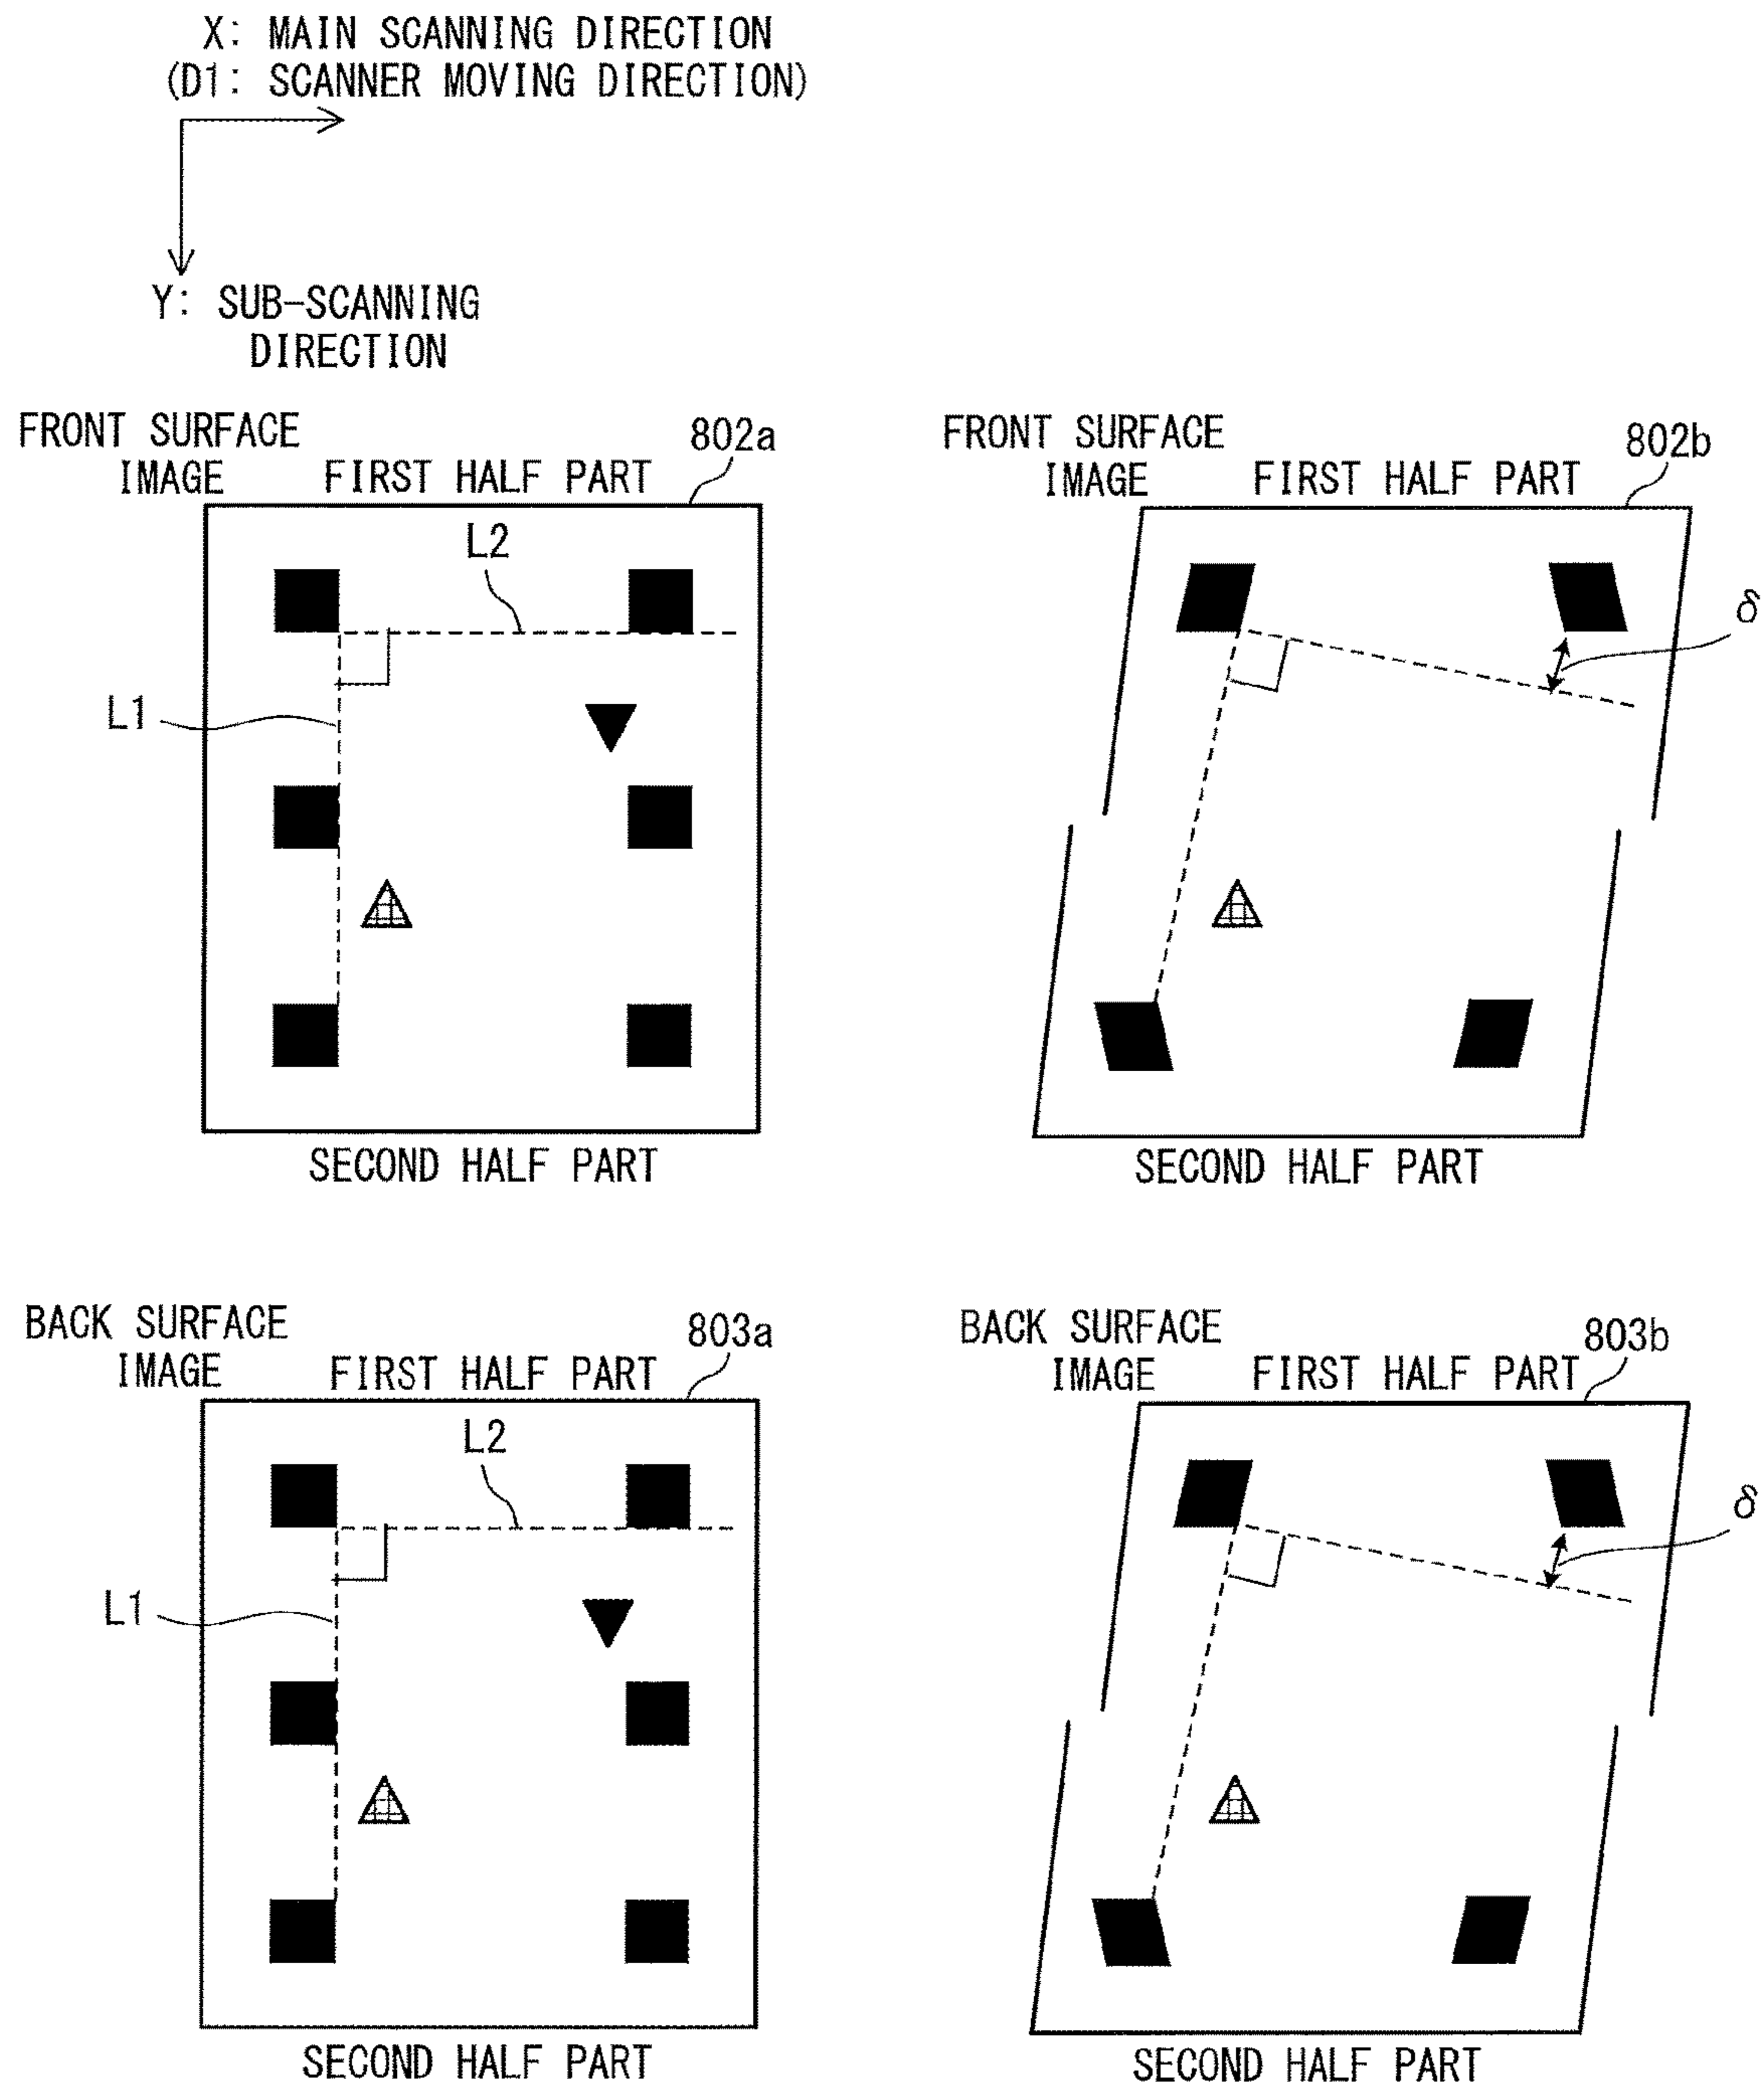 X: MAIN SCANNING DIRECTION
(D1: SCANNER MOVING DIRECTION)
Y: SUB-SCANNING
DIRECTION
FRONT SURFACE
IMAGE
FIRST HALF PART
802a
L2
L1
SECOND HALF PART
FRONT SURFACE
IMAGE
FIRST HALF PART
802b
δ
SECOND HALF PART
BACK SURFACE
IMAGE
FIRST HALF PART
803a
L2
L1
SECOND HALF PART
BACK SURFACE
IMAGE
FIRST HALF PART
803b
δ
SECOND HALF PART